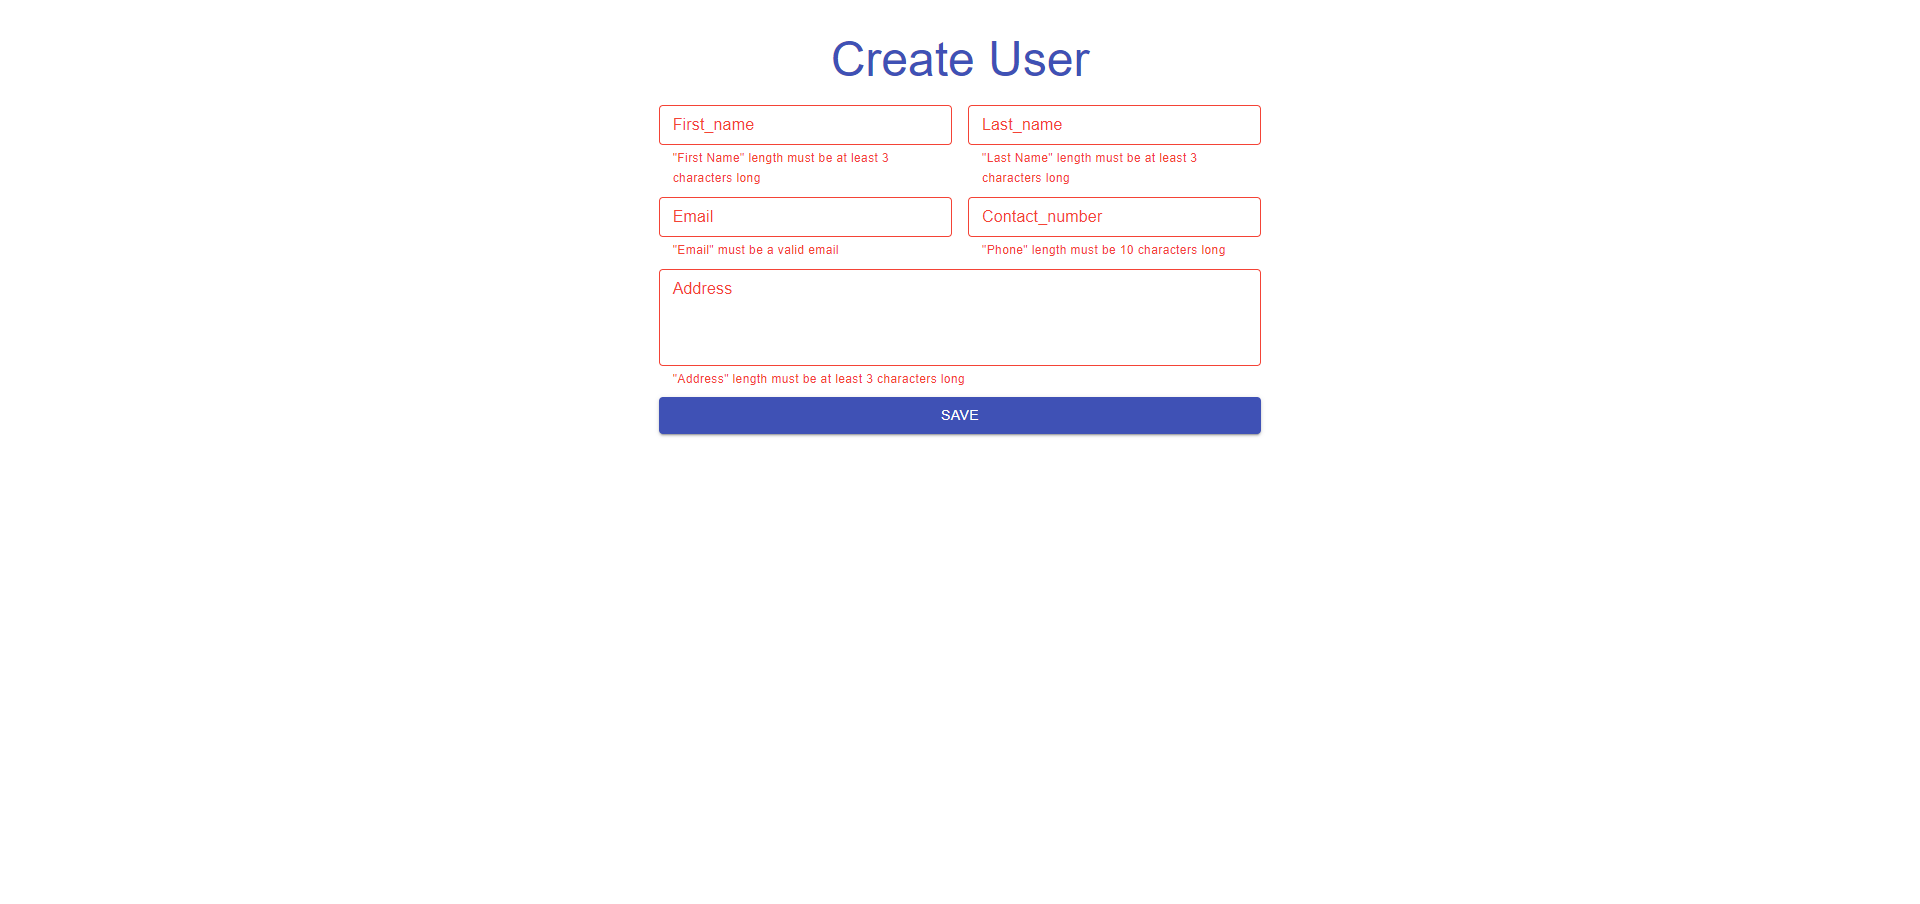 Create User
First_name
Last_name
"First Name" length must be at least 3
characters long
"Last Name" length must be at least 3
characters long
Email
Contact_number
"Email" must be a valid email
"Phone" length must be 10 characters long
Address
"Address" length must be at least 3 characters long
SAVE